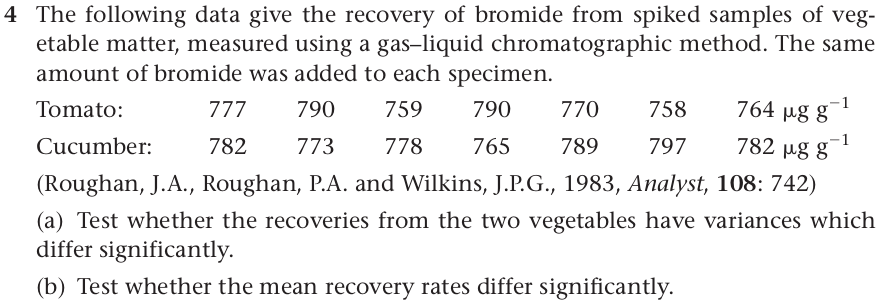 4 The following data give the recovery of bromide from spiked samples of veg-
etable matter, measured using a gas–liquid chromatographic method. The same
amount of bromide was added to each specimen.
Tomato: 777 790 759 790 770 758 764 μg g⁻¹
Cucumber: 782 773 778 765 789 797 782 μg g⁻¹
(Roughan, J.A., Roughan, P.A. and Wilkins, J.P.G., 1983, Analyst, 108: 742)
(a) Test whether the recoveries from the two vegetables have variances which
differ significantly.
(b) Test whether the mean recovery rates differ significantly.